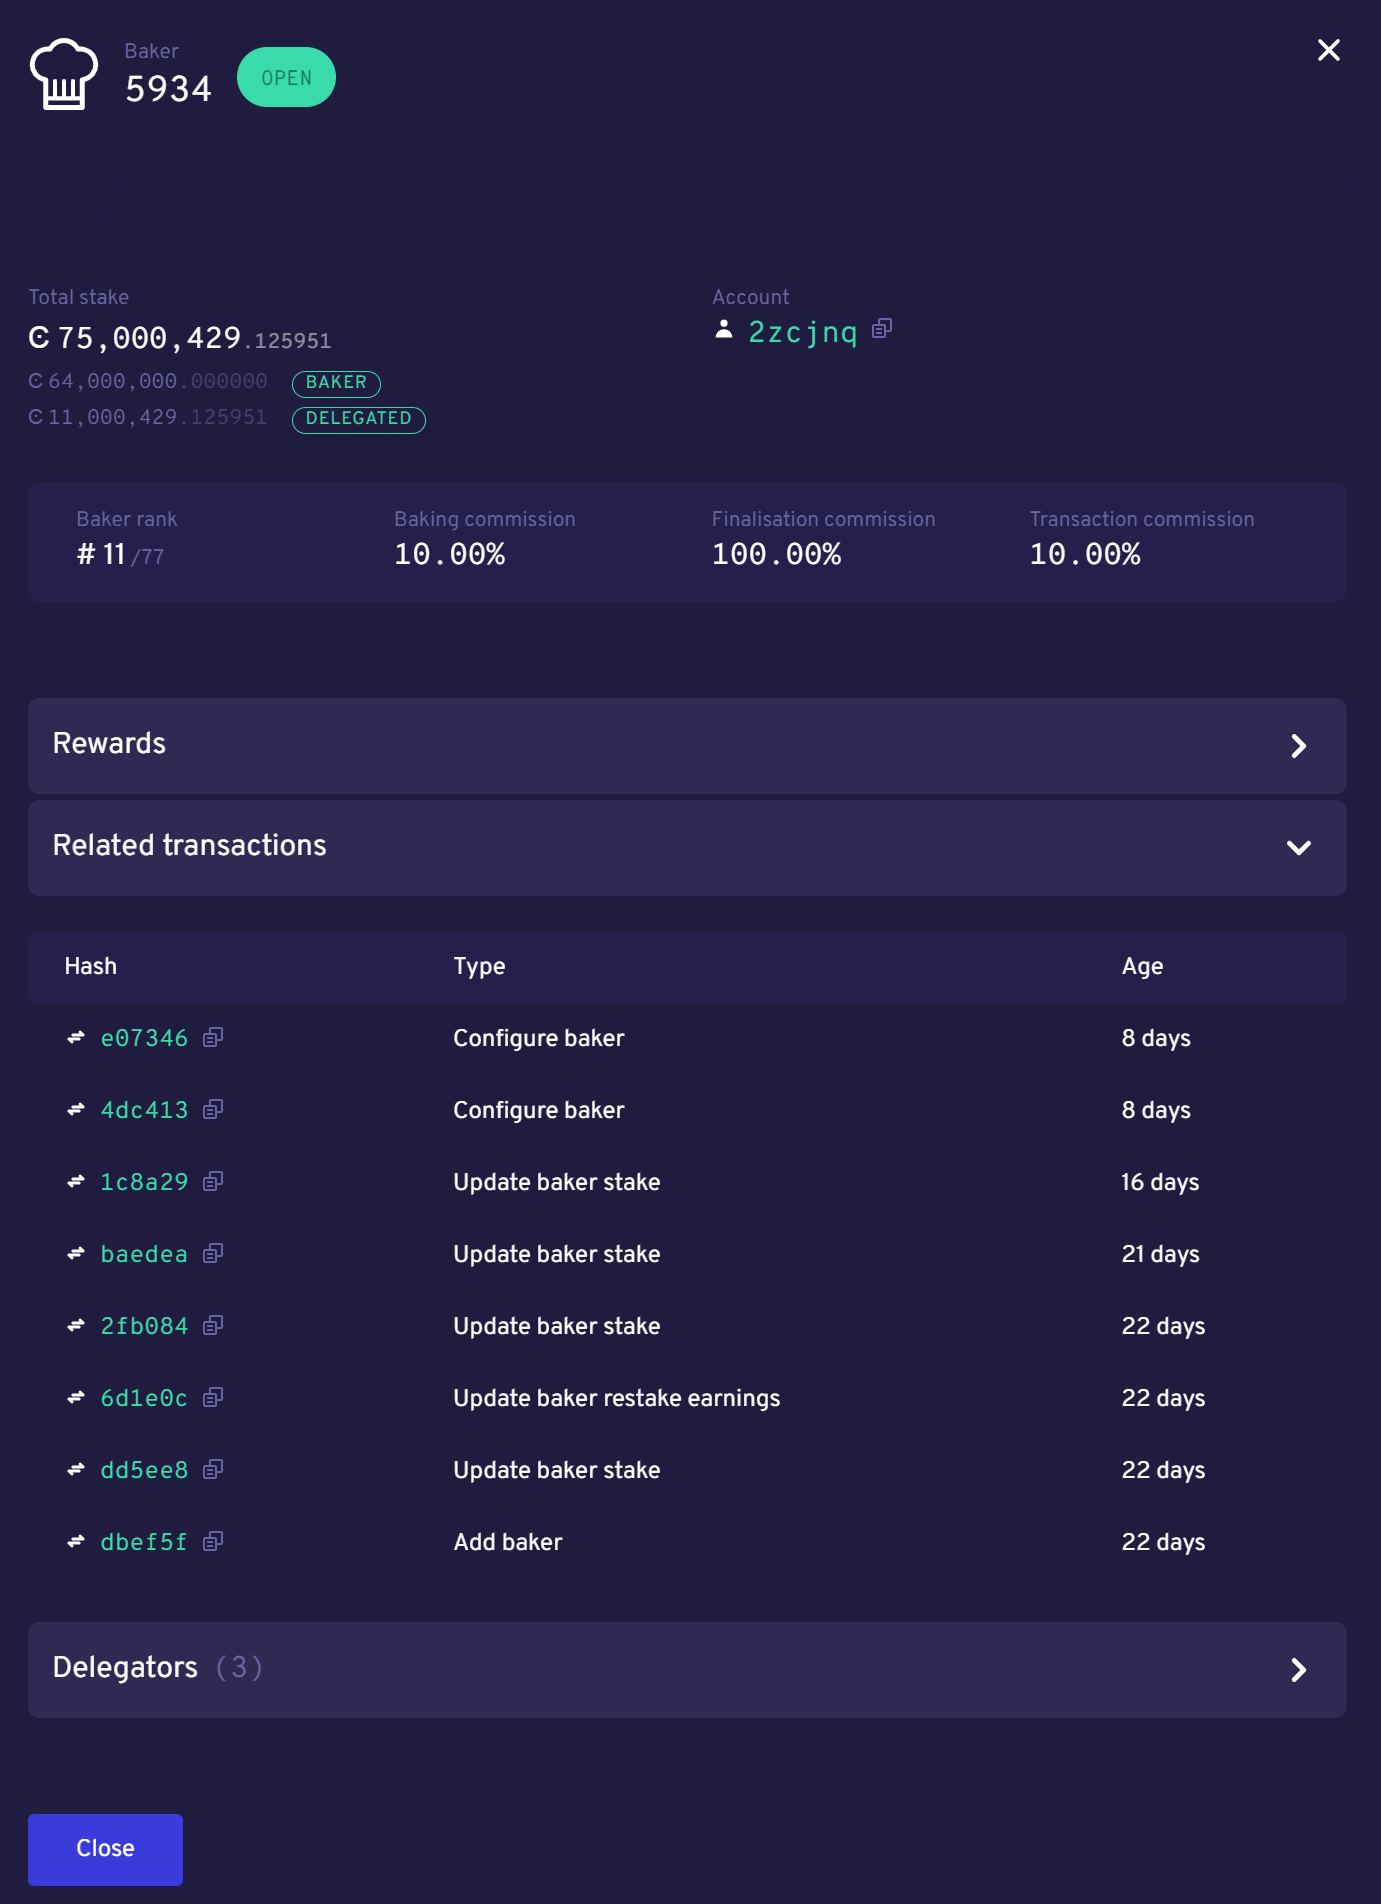 Baker
5934
OPEN
Total stake
Ͼ 75,000,429.125951
Ͼ 64,000,000.000000 BAKER
Ͼ 11,000,429.125951 DELEGATED
Account
2zcjnq
Baker rank
# 11 /77
Baking commission
10.00%
Finalisation commission
100.00%
Transaction commission
10.00%
Rewards
Related transactions
Hash Type Age
e07346 Configure baker 8 days
4dc413 Configure baker 8 days
1c8a29 Update baker stake 16 days
baedea Update baker stake 21 days
2fb084 Update baker stake 22 days
6d1e0c Update baker restake earnings 22 days
dd5ee8 Update baker stake 22 days
dbef5f Add baker 22 days
Delegators (3)
Close